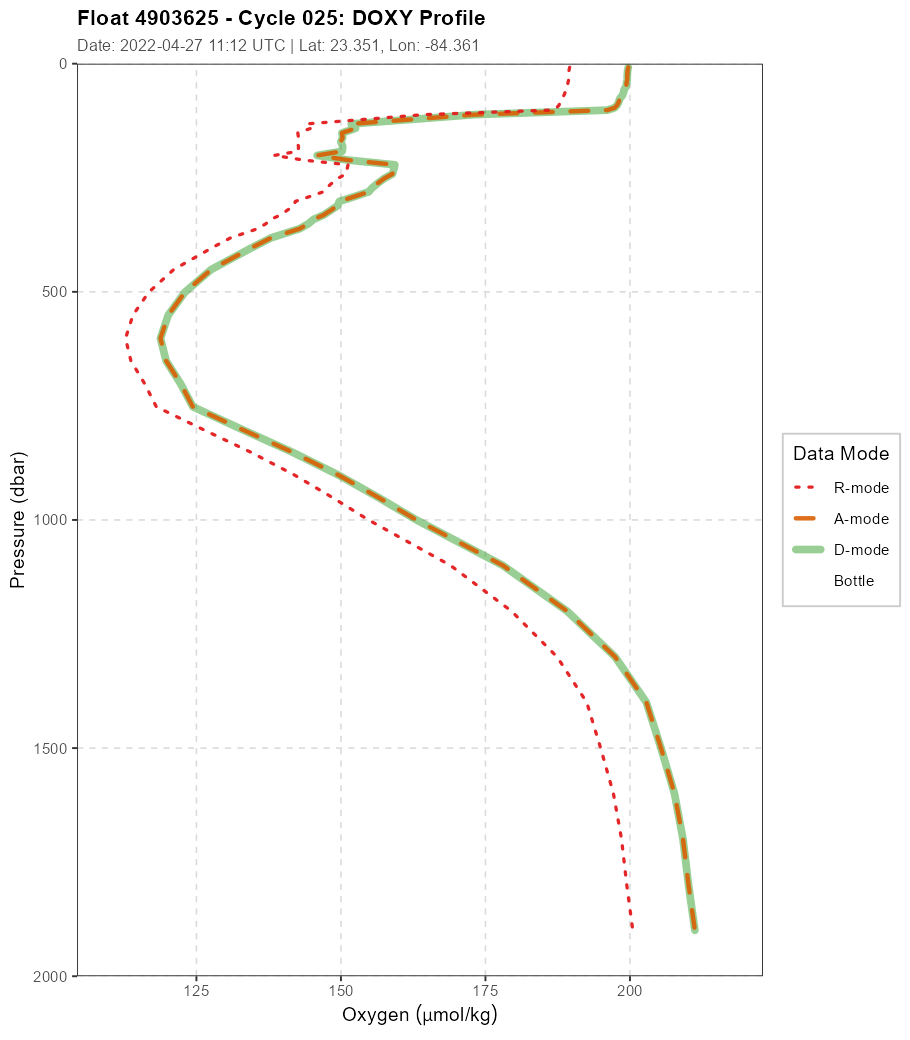 Float 4903625 - Cycle 025: DOXY Profile
Date: 2022-04-27 11:12 UTC | Lat: 23.351, Lon: -84.361
0
500
1000
1500
2000
Pressure (dbar)
125 150 175 200
Oxygen (μmol/kg)
Data Mode
R-mode
A-mode
D-mode
Bottle